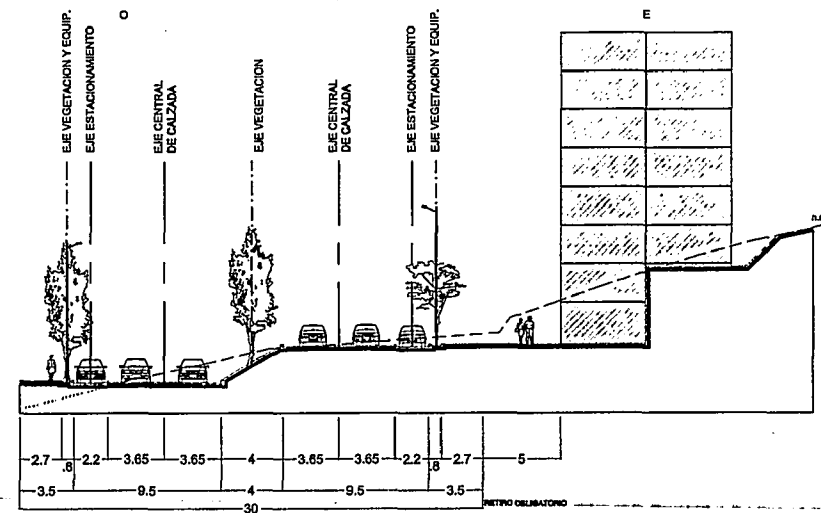 O
E
EJE VEGETACION Y EQUIP.
EJE ESTACIONAMIENTO
EJE CENTRAL
DE CALZADA
EJE VEGETACION
EJE CENTRAL
DE CALZADA
EJE ESTACIONAMIENTO
EJE VEGETACION Y EQUIP.
2.7 .8 2.2 3.65 3.65 4 3.65 3.65 2.2 .8 2.7 5
3.5 9.5 4 9.5 3.5
30
RETIRO OBLIGATORIO